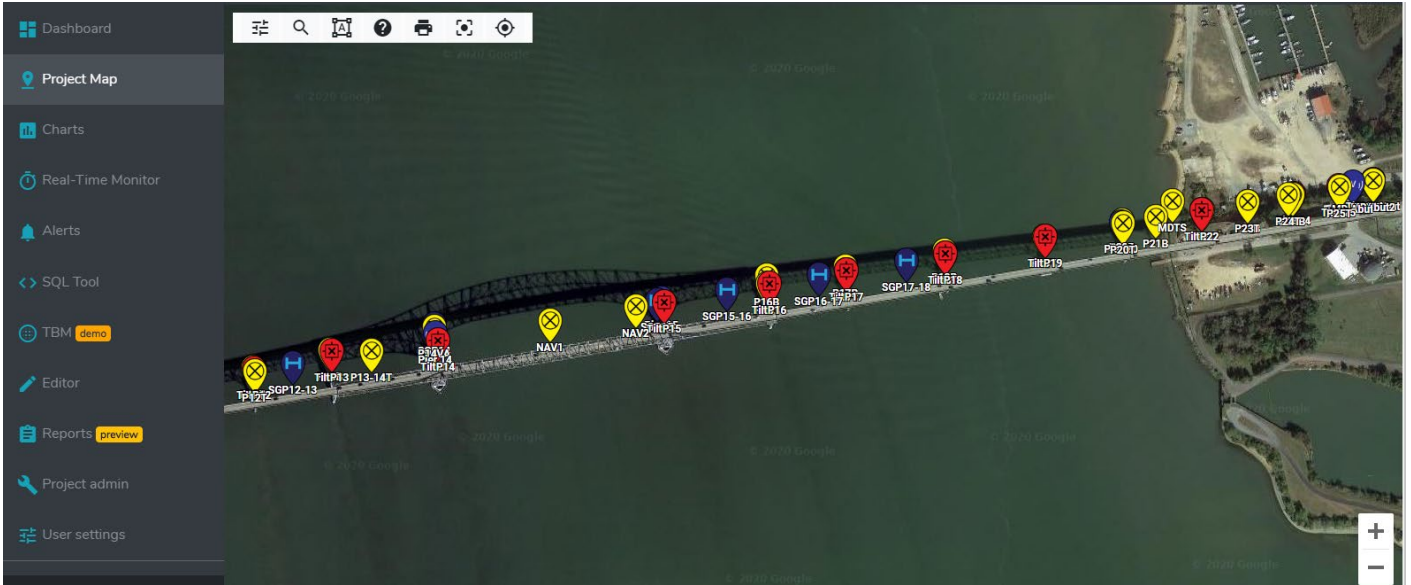 Dashboard
Project Map
Charts
Real-Time Monitor
Alerts
SQL Tool
TBM demo
Editor
Reports preview
Project admin
User settings
A
© 2020 Google
© 2020 Google
© 2020 Google
© 2020 Google
MDTS
P23T
P21B
TiltP22
TiltP19
SGP17-18
TiltP18
SGP16-17
P16B
TiltP16
SGP15-16
NAV2
TiltP15
NAV1
TiltP14
P13-14T
TiltP13
SGP12-13
P12T
P20T
© 2020 Google
© 2020 Google
© 2020 Google
© 2020 Google
© 2020 Google
© 2020 Google
+
−